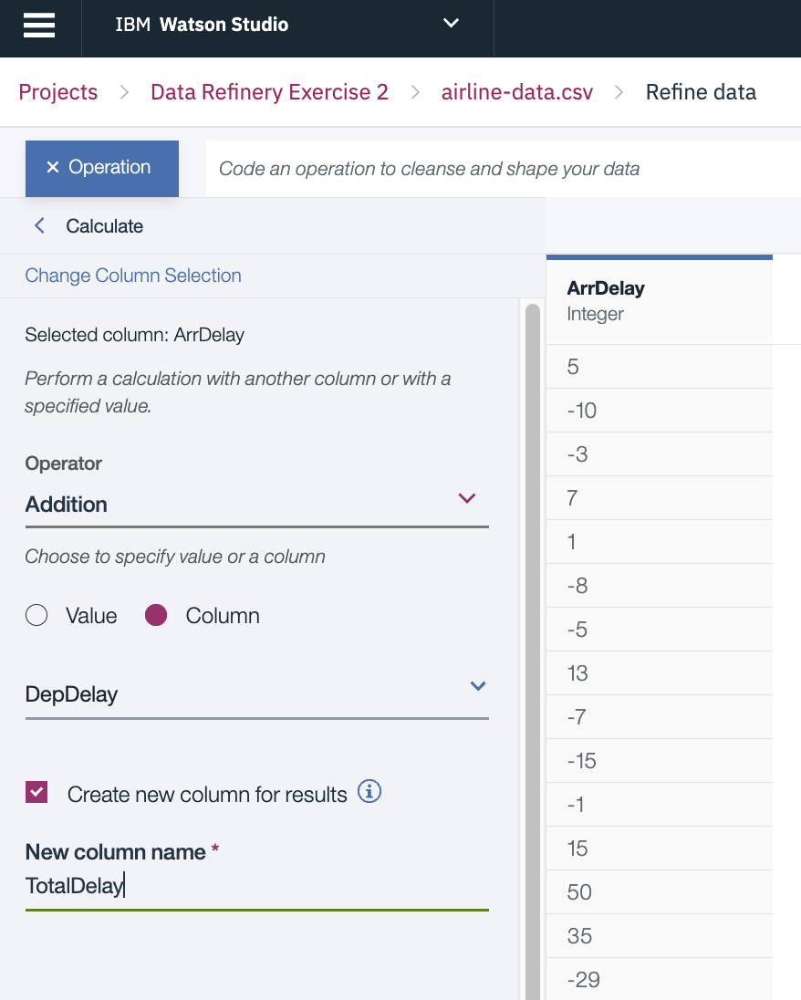 IBM Watson Studio
Projects > Data Refinery Exercise 2 > airline-data.csv > Refine data
× Operation
Code an operation to cleanse and shape your data
Calculate
Change Column Selection
Selected column: ArrDelay
Perform a calculation with another column or with a
specified value.
Operator
Addition
Choose to specify value or a column
Value
Column
DepDelay
Create new column for results
New column name *
TotalDelay
ArrDelay
Integer
5
-10
-3
7
1
-8
-5
13
-7
-15
-1
15
50
35
-29